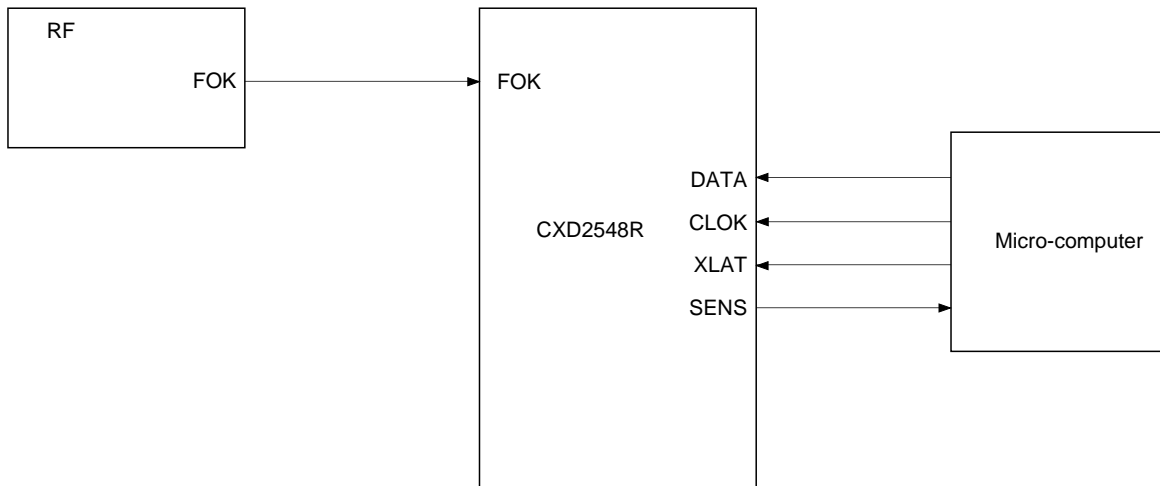 RF
FOK
FOK
DATA
CLOK
CXD2548R
XLAT
SENS
Micro-computer